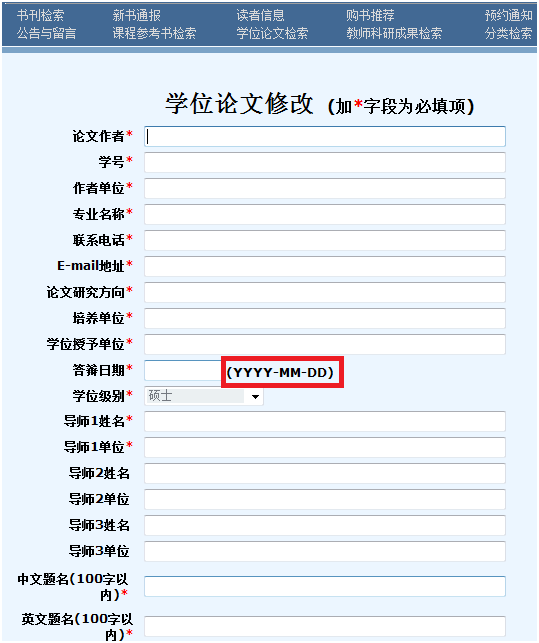 书刊检索 新书通报 读者信息 购书推荐 预约通知
公告与留言 课程参考书检索 学位论文检索 教师科研成果检索 分类检索
学位论文修改 (加*字段为必填项)
论文作者*
学号*
作者单位*
专业名称*
联系电话*
E-mail地址*
论文研究方向*
培养单位*
学位授予单位*
答辩日期* (YYYY-MM-DD)
学位级别* 硕士
导师1姓名*
导师1单位*
导师2姓名
导师2单位
导师3姓名
导师3单位
中文题名(100字以
内)*
英文题名(100字以
内)*